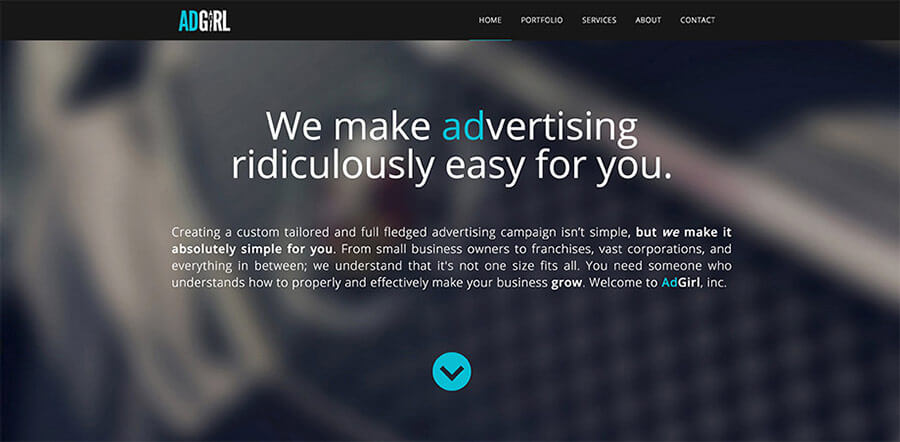 ADGIRL
HOME PORTFOLIO SERVICES ABOUT CONTACT
We make advertising
ridiculously easy for you.
Creating a custom tailored and full fledged advertising campaign isn’t simple, but we make it
absolutely simple for you. From small business owners to franchises, vast corporations, and
everything in between; we understand that it's not one size fits all. You need someone who
understands how to properly and effectively make your business grow. Welcome to AdGirl, inc.